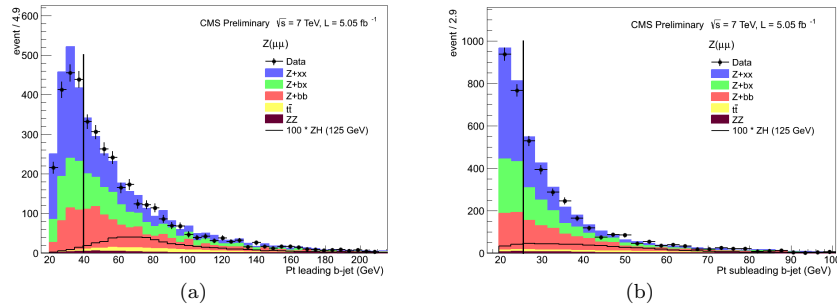 CMS Preliminary √s = 7 TeV, L = 5.05 fb⁻¹
event / 4.9
Z(μμ)
Data
Z+xx
Z+bx
Z+bb
tt̄
ZZ
100 * ZH (125 GeV)
600
500
400
300
200
100
0
20 40 60 80 100 120 140 160 180 200
Pt leading b-jet (GeV)
(a)
CMS Preliminary √s = 7 TeV, L = 5.05 fb⁻¹
event / 2.9
Z(μμ)
Data
Z+xx
Z+bx
Z+bb
tt̄
ZZ
100 * ZH (125 GeV)
1000
800
600
400
200
0
20 30 40 50 60 70 80 90 100
Pt subleading b-jet (GeV)
(b)